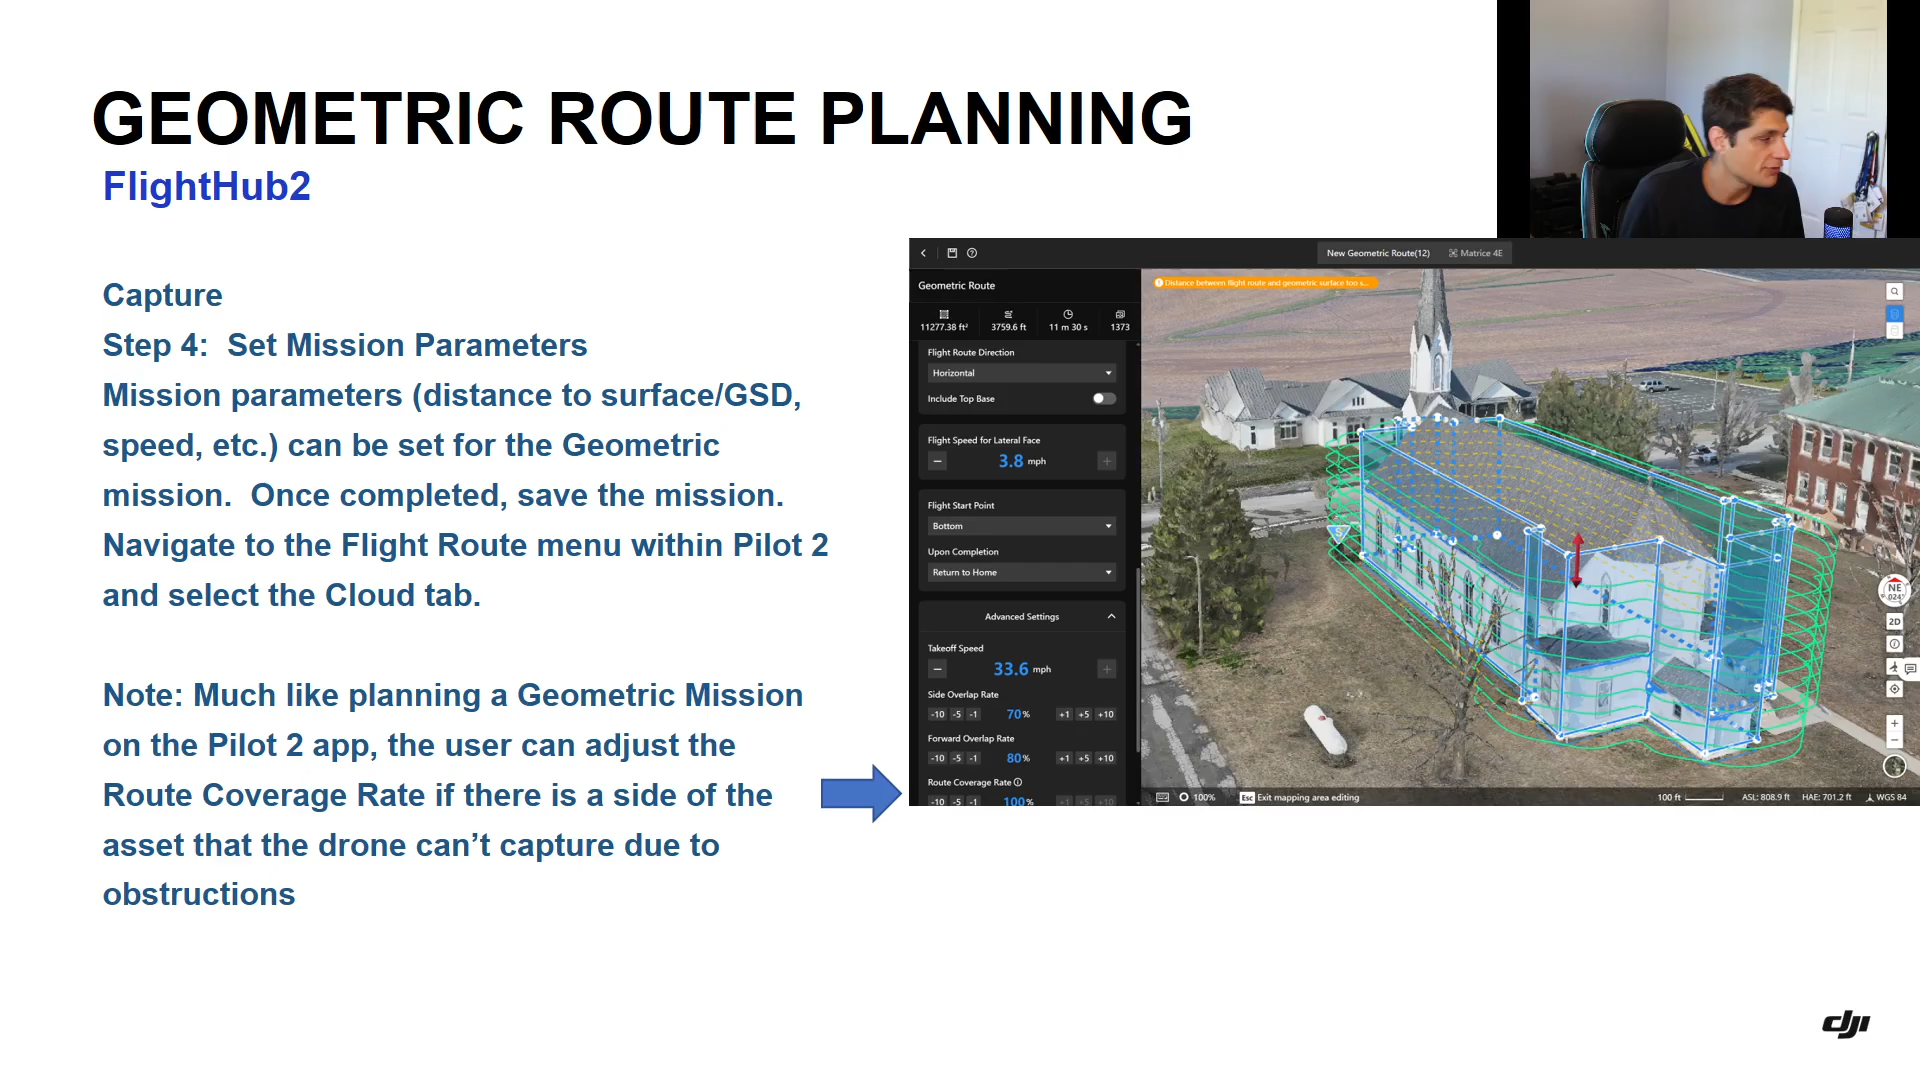 GEOMETRIC ROUTE PLANNING
FlightHub2
Capture
Step 4:  Set Mission Parameters
Mission parameters (distance to surface/GSD,
speed, etc.) can be set for the Geometric
mission.  Once completed, save the mission.
Navigate to the Flight Route menu within Pilot 2
and select the Cloud tab.
Note: Much like planning a Geometric Mission
on the Pilot 2 app, the user can adjust the
Route Coverage Rate if there is a side of the
asset that the drone can’t capture due to
obstructions
New Geometric Route(12) Matrice 4E
Geometric Route
11277.38 ft² 3759.6 ft 11 m 30 s 1373
Flight Route Direction
Horizontal
Include Top Base
Flight Speed for Lateral Face
− 3.8 mph +
Flight Start Point
Bottom
Upon Completion
Return to Home
Advanced Settings
Takeoff Speed
− 33.6 mph +
Side Overlap Rate
-10 -5 -1 70% +1 +5 +10
Forward Overlap Rate
-10 -5 -1 80% +1 +5 +10
Route Coverage Rate
-10 -5 -1 100% +1 +5 +10
Distance between flight route and geometric surface too s...
S
NE
024°
2D
+
−
100% Esc Exit mapping area editing 100 ft ASL: 808.9 ft HAE: 701.2 ft WGS 84
dji